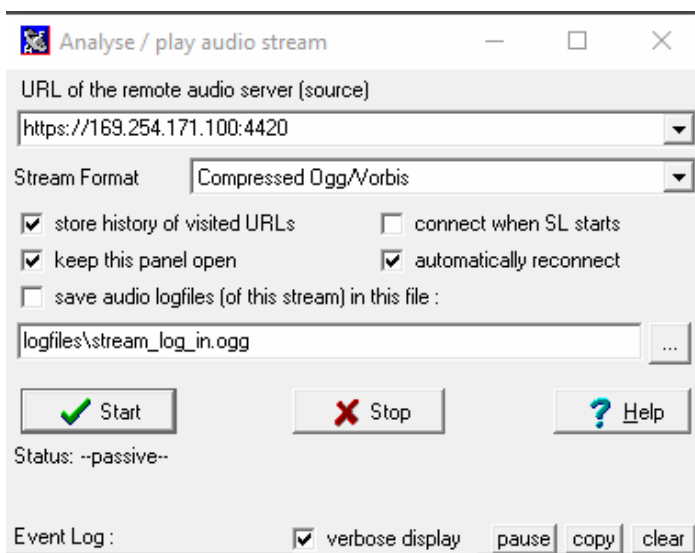 Analyse / play audio stream
URL of the remote audio server (source)
https://169.254.171.100:4420
Stream Format Compressed Ogg/Vorbis
store history of visited URLs connect when SL starts
keep this panel open automatically reconnect
save audio logfiles (of this stream) in this file :
logfiles\stream_log_in.ogg ...
Start Stop Help
Status: --passive--
Event Log : verbose display pause copy clear